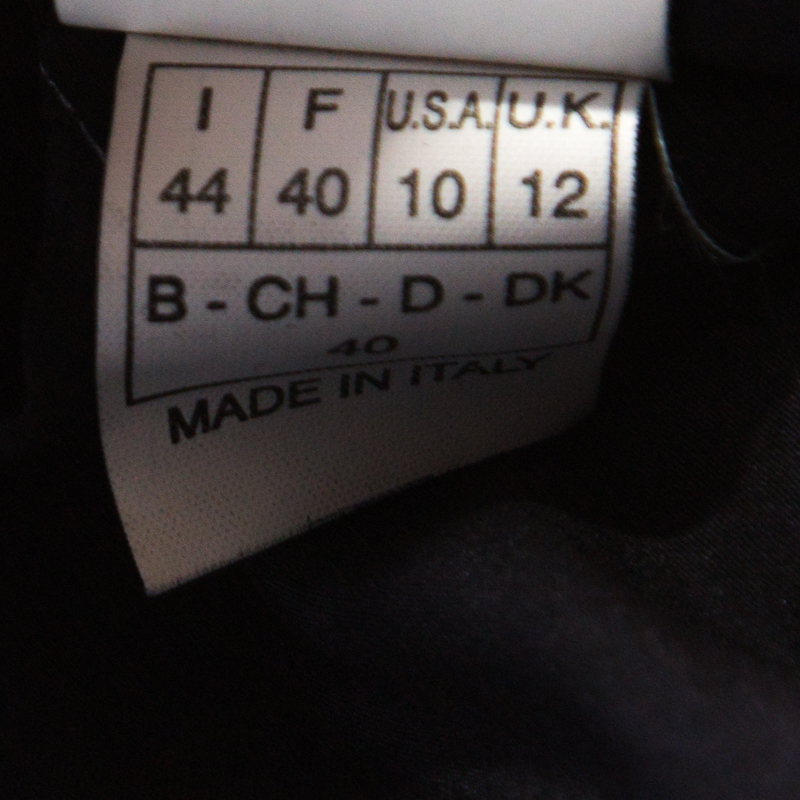 I F U.S.A. U.K.
44 40 10 12
B - CH - D - DK
40
MADE IN ITALY